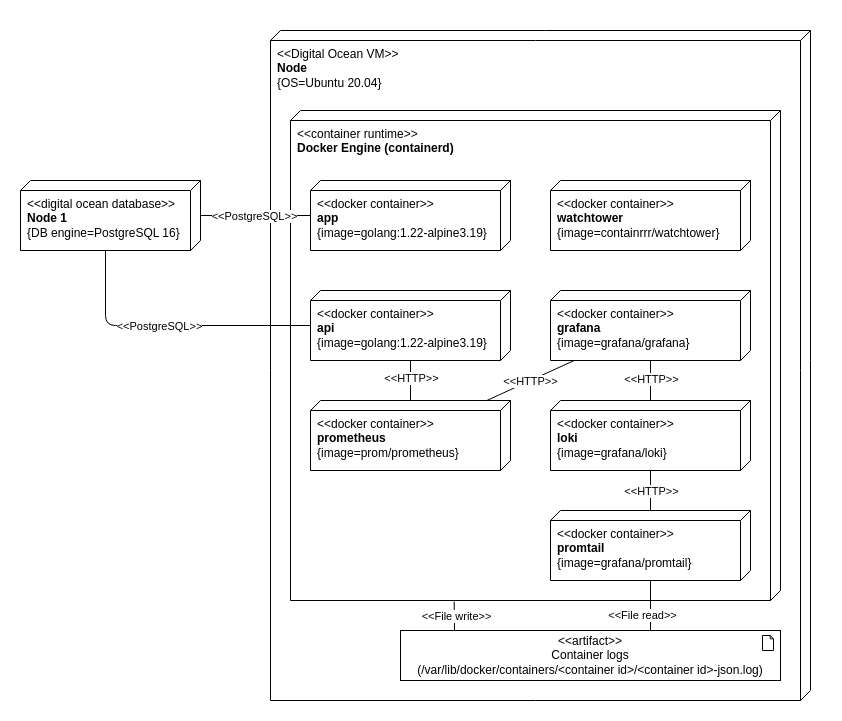 <<Digital Ocean VM>>
Node
{OS=Ubuntu 20.04}
<<container runtime>>
Docker Engine (containerd)
<<digital ocean database>>
Node 1
{DB engine=PostgreSQL 16}
<<PostgreSQL>>
<<docker container>>
app
{image=golang:1.22-alpine3.19}
<<docker container>>
watchtower
{image=containrrr/watchtower}
<<PostgreSQL>>
<<docker container>>
api
{image=golang:1.22-alpine3.19}
<<docker container>>
grafana
{image=grafana/grafana}
<<HTTP>>
<<HTTP>>
<<HTTP>>
<<docker container>>
prometheus
{image=prom/prometheus}
<<docker container>>
loki
{image=grafana/loki}
<<HTTP>>
<<docker container>>
promtail
{image=grafana/promtail}
<<File write>>
<<File read>>
<<artifact>>
Container logs
(/var/lib/docker/containers/<container id>/<container id>-json.log)